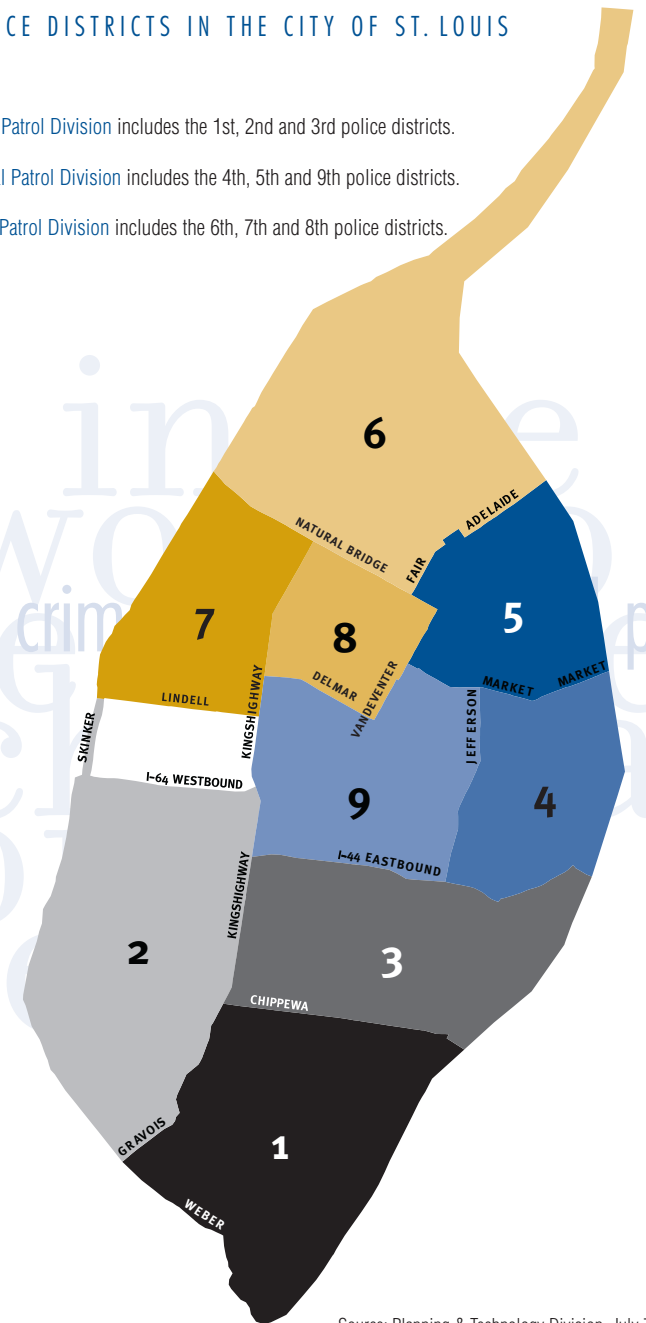 CE DISTRICTS IN THE CITY OF ST. LOUIS
Patrol Division includes the 1st, 2nd and 3rd police districts.
l Patrol Division includes the 4th, 5th and 9th police districts.
Patrol Division includes the 6th, 7th and 8th police districts.
6
ADELAIDE
NATURAL BRIDGE
FAIR
7
8
5
crim
p
LINDELL
KINGSHIGHWAY
DELMAR
VANDEVENTER
MARKET
MARKET
SKINKER
JEFFERSON
I-64 WESTBOUND
9
4
I-44 EASTBOUND
KINGSHIGHWAY
2
3
CHIPPEWA
GRAVOIS
1
WEBER